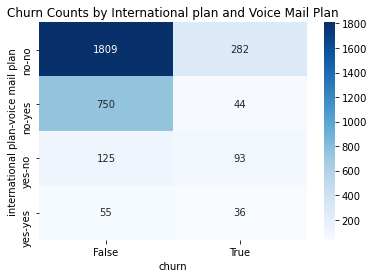 Churn Counts by International plan and Voice Mail Plan
international plan-voice mail plan
no-no
1809
282
no-yes
750
44
yes-no
125
93
yes-yes
55
36
False
True
churn
1800
1600
1400
1200
1000
800
600
400
200